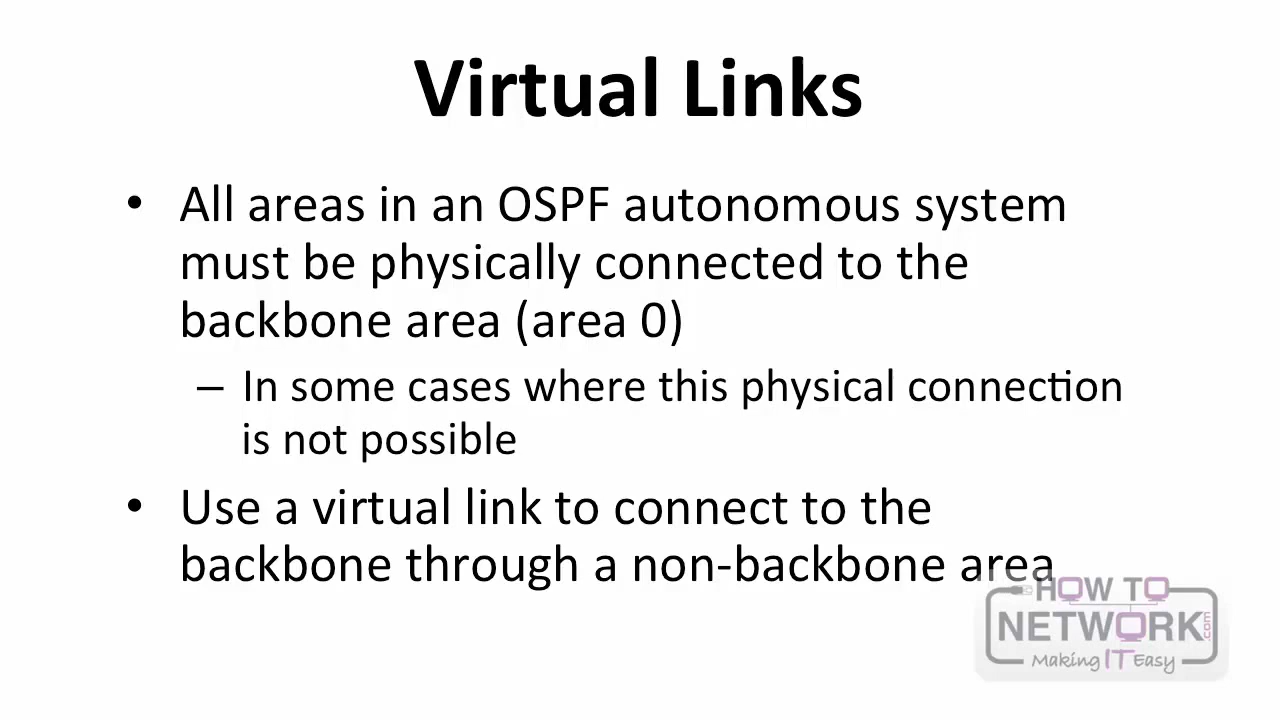 Virtual Links
• All areas in an OSPF autonomous system
must be physically connected to the
backbone area (area 0)
– In some cases where this physical connection
is not possible
• Use a virtual link to connect to the
backbone through a non-backbone area
HOW TO
NETWORK.com
Making IT Easy